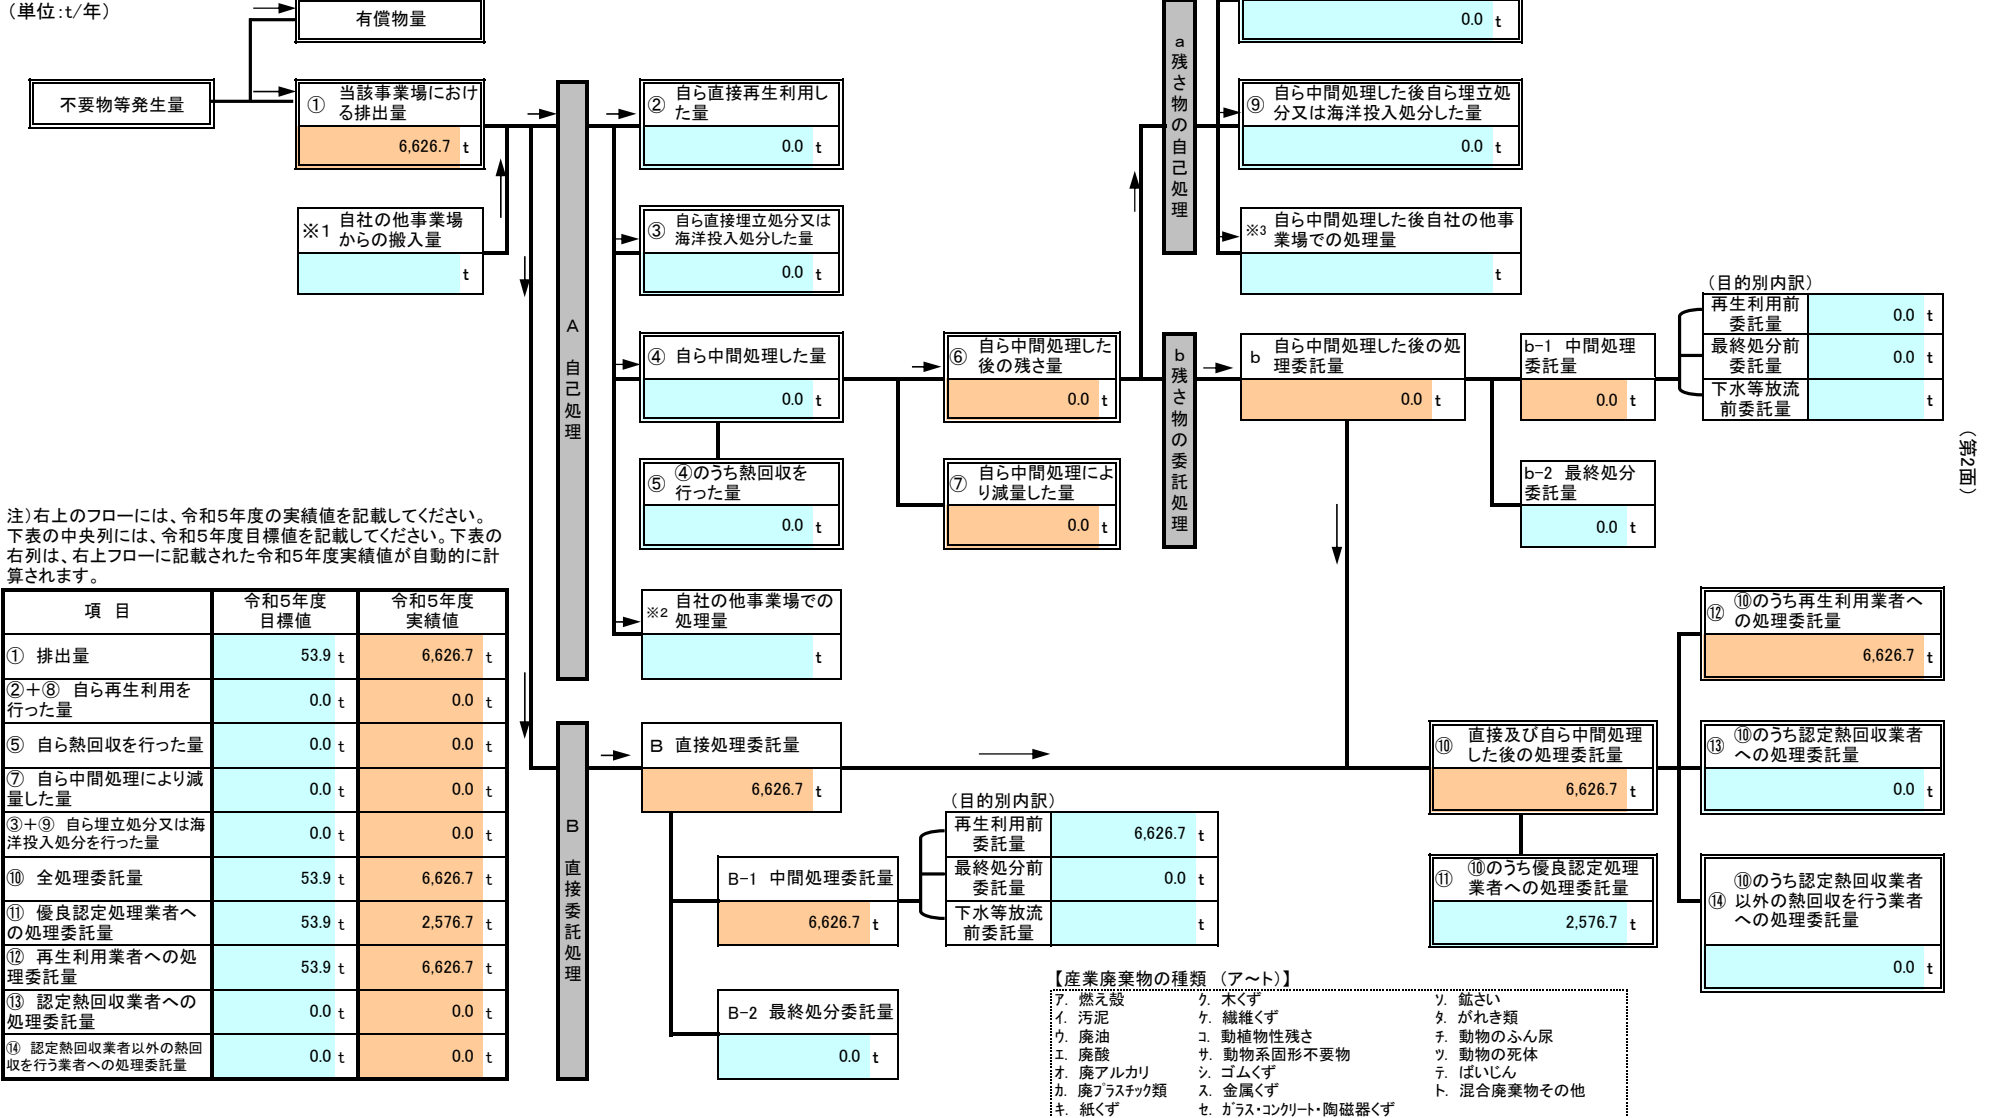 （単位：t/年）
有償物量
不要物等発生量
①
当該事業場におけ
る排出量
6,626.7 t
※1
自社の他事業場
からの搬入量
t
A 自己処理
②
自ら直接再生利用し
た量
0.0 t
③
自ら直接埋立処分又は
海洋投入処分した量
0.0 t
④ 自ら中間処理した量
0.0 t
⑤
④のうち熱回収を
行った量
0.0 t
※2
自社の他事業場での
処理量
t
⑥
自ら中間処理した
後の残さ量
0.0 t
⑦
自ら中間処理によ
り減量した量
0.0 t
a残さ物の自己処理
0.0 t
⑨
自ら中間処理した後自ら埋立処
分又は海洋投入処分した量
0.0 t
※3
自ら中間処理した後自社の他事
業場での処理量
t
b残さ物の委託処理
b
自ら中間処理した後の処
理委託量
0.0 t
b-1 中間処理
委託量
0.0 t
b-2 最終処分
委託量
0.0 t
（目的別内訳）
再生利用前
委託量
0.0 t
最終処分前
委託量
0.0 t
下水等放流
前委託量
t
（第2面）
注）右上のフローには、令和５年度の実績値を記載してください。
下表の中央列には、令和５年度目標値を記載してください。下表の
右列は、右上フローに記載された令和５年度実績値が自動的に計
算されます。
項 目
令和５年度
目標値
令和５年度
実績値
① 排出量
53.9 t 6,626.7 t
②＋⑧ 自ら再生利用を
行った量
0.0 t 0.0 t
⑤ 自ら熱回収を行った量
0.0 t 0.0 t
⑦ 自ら中間処理により減
量した量
0.0 t 0.0 t
③＋⑨ 自ら埋立処分又は海
洋投入処分を行った量
0.0 t 0.0 t
⑩ 全処理委託量
53.9 t 6,626.7 t
⑪ 優良認定処理業者へ
の処理委託量
53.9 t 2,576.7 t
⑫ 再生利用業者への処
理委託量
53.9 t 6,626.7 t
⑬ 認定熱回収業者への
処理委託量
0.0 t 0.0 t
⑭ 認定熱回収業者以外の熱回
収を行う業者への処理委託量
0.0 t 0.0 t
B 直接委託処理
B 直接処理委託量
6,626.7 t
B-1 中間処理委託量
6,626.7 t
B-2 最終処分委託量
0.0 t
（目的別内訳）
再生利用前
委託量
6,626.7 t
最終処分前
委託量
0.0 t
下水等放流
前委託量
t
⑩
直接及び自ら中間処理
した後の処理委託量
6,626.7 t
⑪
⑩のうち優良認定処理
業者への処理委託量
2,576.7 t
⑫
⑩のうち再生利用業者へ
の処理委託量
6,626.7 t
⑬
⑩のうち認定熱回収業者
への処理委託量
0.0 t
⑭
⑩のうち認定熱回収業者
以外の熱回収を行う業者
への処理委託量
0.0 t
【産業廃棄物の種類 （ア～ト）】
ア. 燃え殻 ク. 木くず ソ. 鉱さい
イ. 汚泥 ケ. 繊維くず タ. がれき類
ウ. 廃油 コ. 動植物性残さ チ. 動物のふん尿
エ. 廃酸 サ. 動物系固形不要物 ツ. 動物の死体
オ. 廃アルカリ シ. ゴムくず テ. ばいじん
カ. 廃プラスチック類 ス. 金属くず ト. 混合廃棄物その他
キ. 紙くず セ. ガラス・コンクリート・陶磁器くず